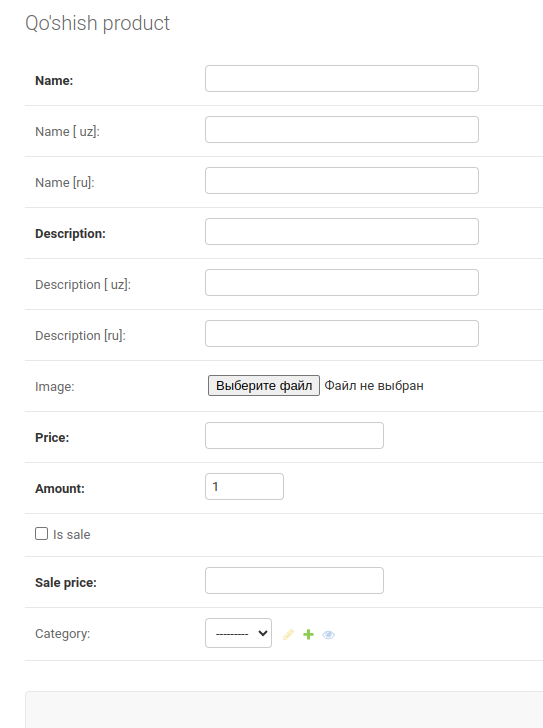 Qo'shish product
Name:
Name [ uz]:
Name [ru]:
Description:
Description [ uz]:
Description [ru]:
Image: Выберите файл Файл не выбран
Price:
Amount: 1
Is sale
Sale price:
Category: ---------